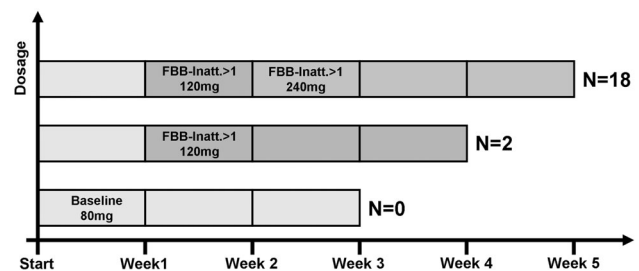 Dosage
FBB-Inatt.>1
120mg
FBB-Inatt.>1
240mg
N=18
FBB-Inatt.>1
120mg
N=2
Baseline
80mg
N=0
Start
Week1
Week 2
Week 3
Week 4
Week 5